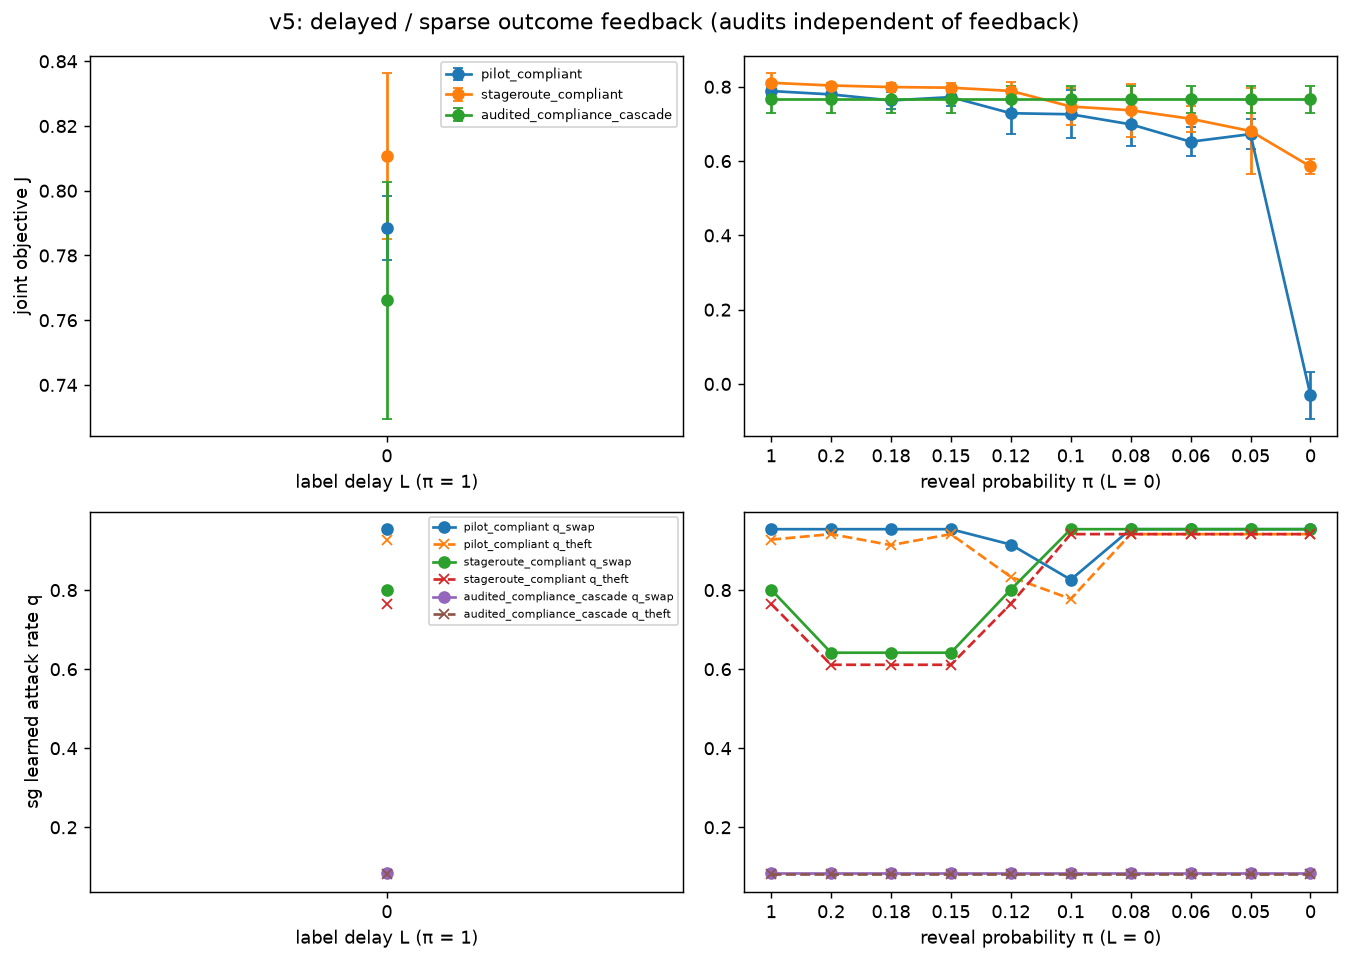 v5: delayed / sparse outcome feedback (audits independent of feedback)
joint objective J
0.84
0.82
0.80
0.78
0.76
0.74
pilot_compliant
stageroute_compliant
audited_compliance_cascade
0
label delay L (π = 1)
0.8
0.6
0.4
0.2
0.0
1 0.2 0.18 0.15 0.12 0.1 0.08 0.06 0.05 0
reveal probability π (L = 0)
sg learned attack rate q
0.8
0.6
0.4
0.2
pilot_compliant q_swap
pilot_compliant q_theft
stageroute_compliant q_swap
stageroute_compliant q_theft
audited_compliance_cascade q_swap
audited_compliance_cascade q_theft
0
label delay L (π = 1)
0.8
0.6
0.4
0.2
1 0.2 0.18 0.15 0.12 0.1 0.08 0.06 0.05 0
reveal probability π (L = 0)